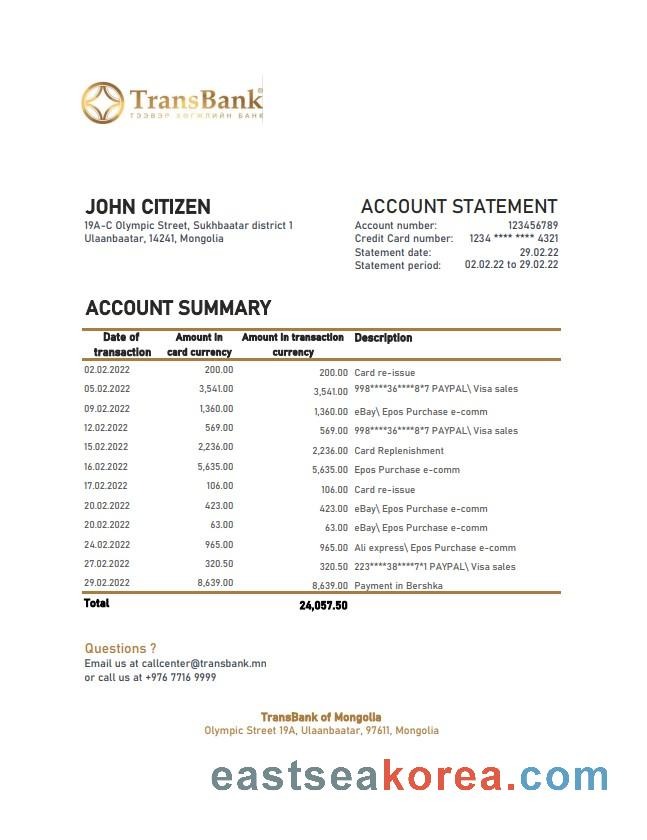 TransBank®
ТЭЭВЭР ХӨГЖЛИЙН БАНК
JOHN CITIZEN
19A-C Olympic Street, Sukhbaatar district 1
Ulaanbaatar, 14241, Mongolia
ACCOUNT STATEMENT
Account number: 123456789
Credit Card number: 1234 **** **** 4321
Statement date: 29.02.22
Statement period: 02.02.22 to 29.02.22
ACCOUNT SUMMARY
Date of transaction Amount in card currency Amount in transaction currency Description
02.02.2022 200.00 200.00 Card re-issue
05.02.2022 3,541.00 3,541.00 998****36****8*7 PAYPAL\ Visa sales
09.02.2022 1,360.00 1,360.00 eBay\ Epos Purchase e-comm
12.02.2022 569.00 569.00 998****36****8*7 PAYPAL\ Visa sales
15.02.2022 2,236.00 2,236.00 Card Replenishment
16.02.2022 5,635.00 5,635.00 Epos Purchase e-comm
17.02.2022 106.00 106.00 Card re-issue
20.02.2022 423.00 423.00 eBay\ Epos Purchase e-comm
20.02.2022 63.00 63.00 eBay\ Epos Purchase e-comm
24.02.2022 965.00 965.00 Ali express\ Epos Purchase e-comm
27.02.2022 320.50 320.50 223****38****7*1 PAYPAL\ Visa sales
29.02.2022 8,639.00 8,639.00 Payment in Bershka
Total 24,057.50
Questions ?
Email us at callcenter@transbank.mn
or call us at +976 7716 9999
TransBank of Mongolia
Olympic Street 19A, Ulaanbaatar, 97611, Mongolia
eastseakorea.com